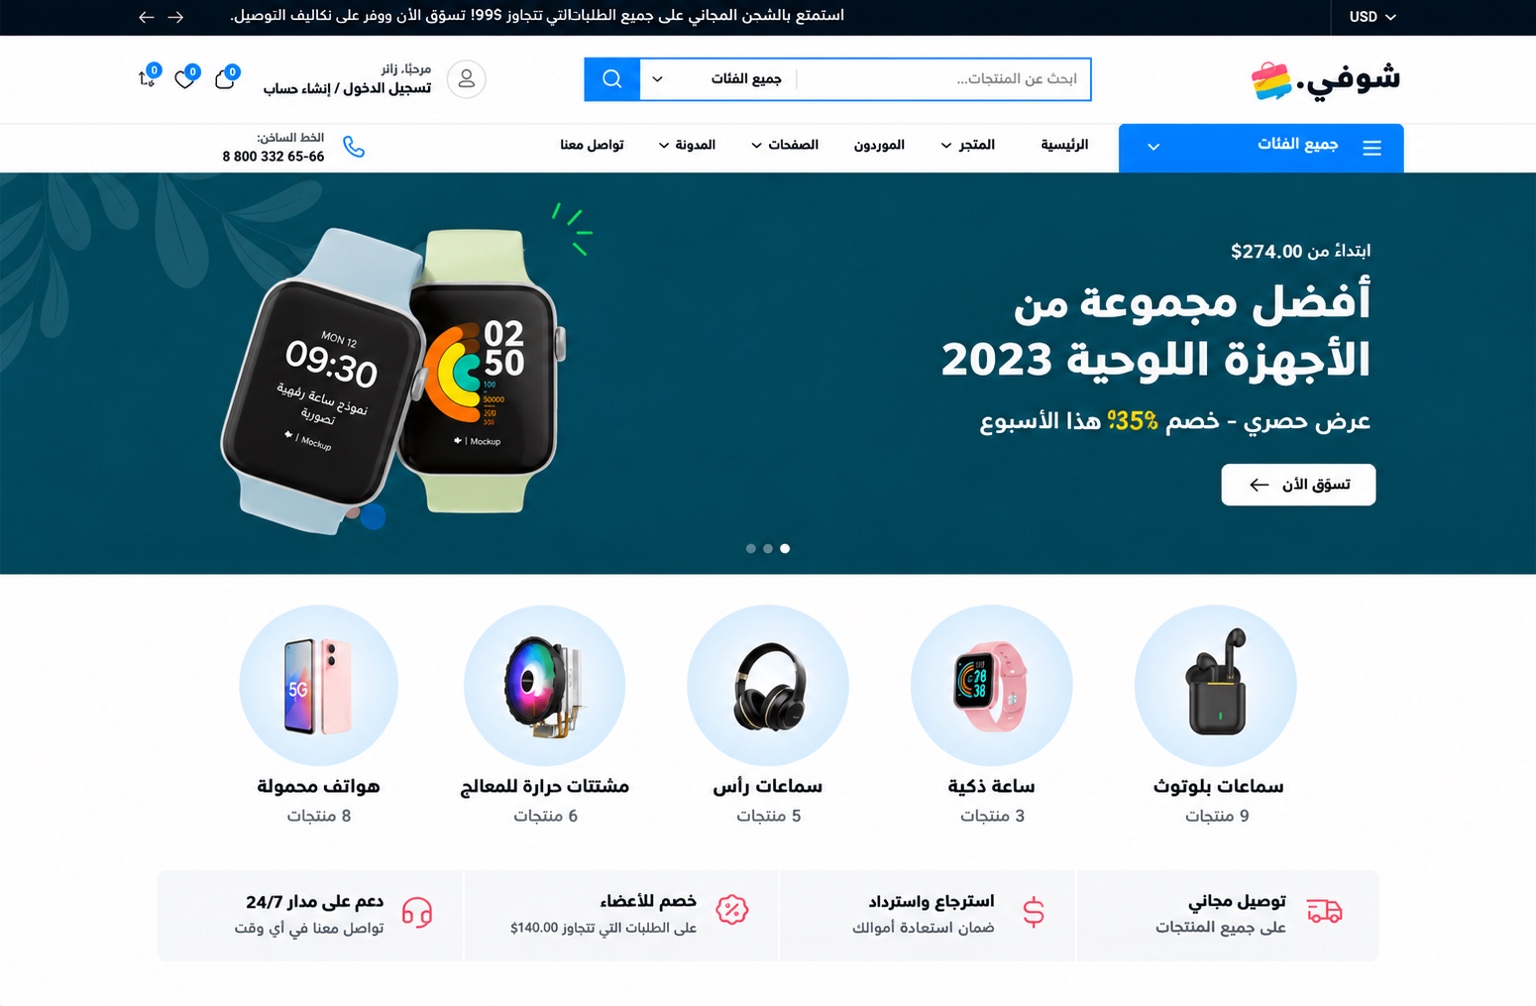 USD
استمتع بالشحن المجاني على جميع الطلباتالتي تتجاوز 99$! تسوّق الأن ووفر على تكاليف التوصيل.
شوفي.
ابحث عن المنتجات...
جميع الفئات
مرحبًا، زائر
تسجيل الدخول / إنشاء حساب
0
0
0
جميع الفئات
الرئيسية
المتجر
الموردون
الصفحات
المدونة
تواصل معنا
الخط الساخن:
8 800 332 65-66
ابتداءً من 274.00$
أفضل مجموعة من
الأجهزة اللوحية 2023
عرض حصري - خصم 35% هذا الأسبوع
تسوّق الأن
MON 12
09:30
نموذج ساعة رفهية
تصورية
| Mockup
02
50
100
50000
| Mockup
5G
سماعات بلوتوث
9 منتجات
ساعة ذكية
3 منتجات
سماعات رأس
5 منتجات
مشتتات حرارة للمعالج
6 منتجات
هواتف محمولة
8 منتجات
توصيل مجاني
على جميع المنتجات
استرجاع واسترداد
ضمان استعادة أموالك
خصم للأعضاء
على الطلبات التي تتجاوز 140.00$
دعم على مدار 24/7
تواصل معنا في أي وقت